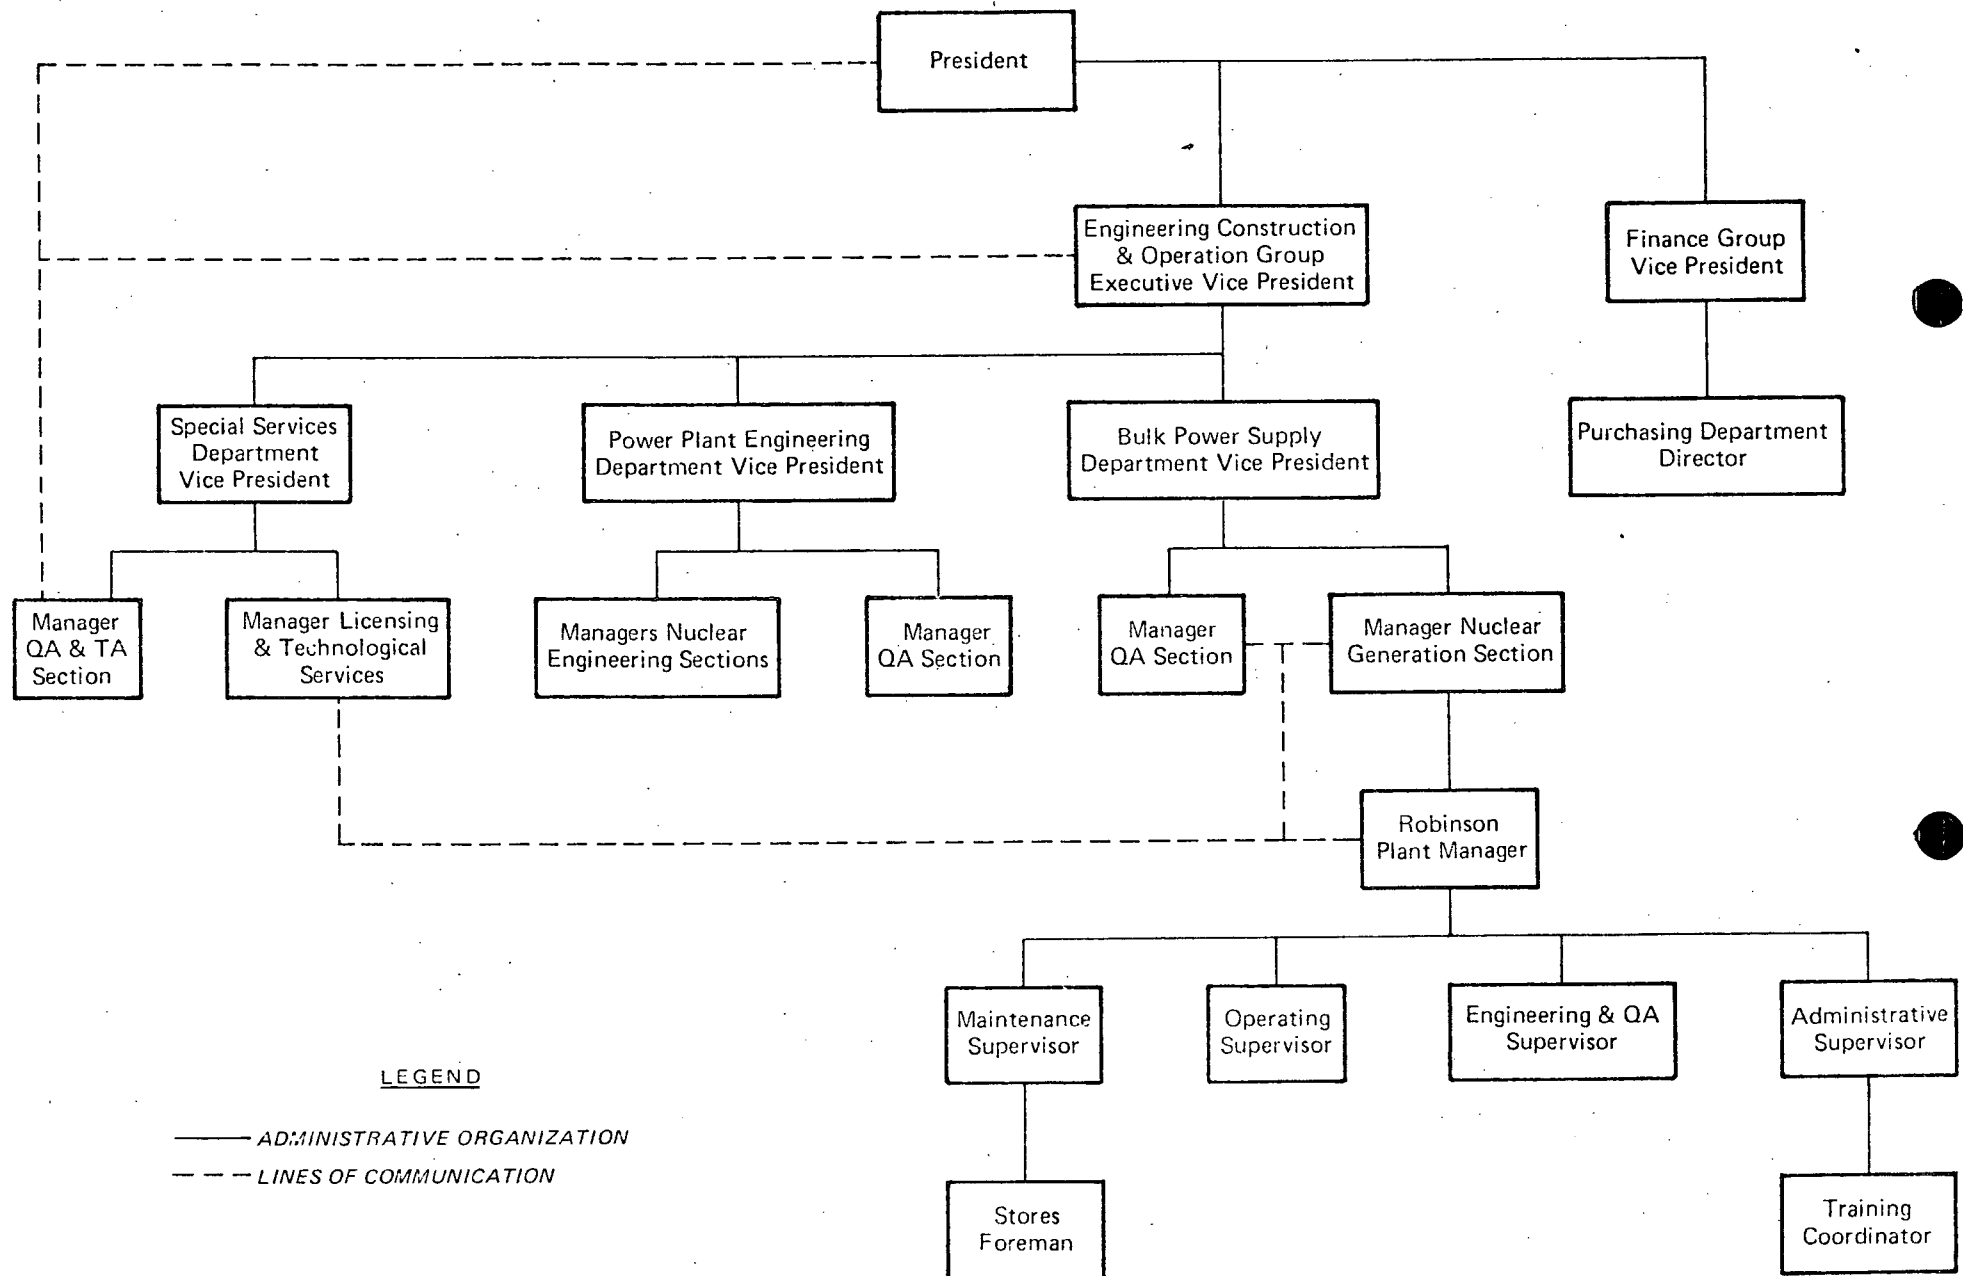 President
Engineering Construction
& Operation Group
Executive Vice President
Finance Group
Vice President
Special Services
Department
Vice President
Power Plant Engineering
Department Vice President
Bulk Power Supply
Department Vice President
Purchasing Department
Director
Manager
QA & TA
Section
Manager Licensing
& Technological
Services
Managers Nuclear
Engineering Sections
Manager
QA Section
Manager
QA Section
Manager Nuclear
Generation Section
Robinson
Plant Manager
Maintenance
Supervisor
Operating
Supervisor
Engineering & QA
Supervisor
Administrative
Supervisor
Stores
Foreman
Training
Coordinator
LEGEND
ADMINISTRATIVE ORGANIZATION
LINES OF COMMUNICATION